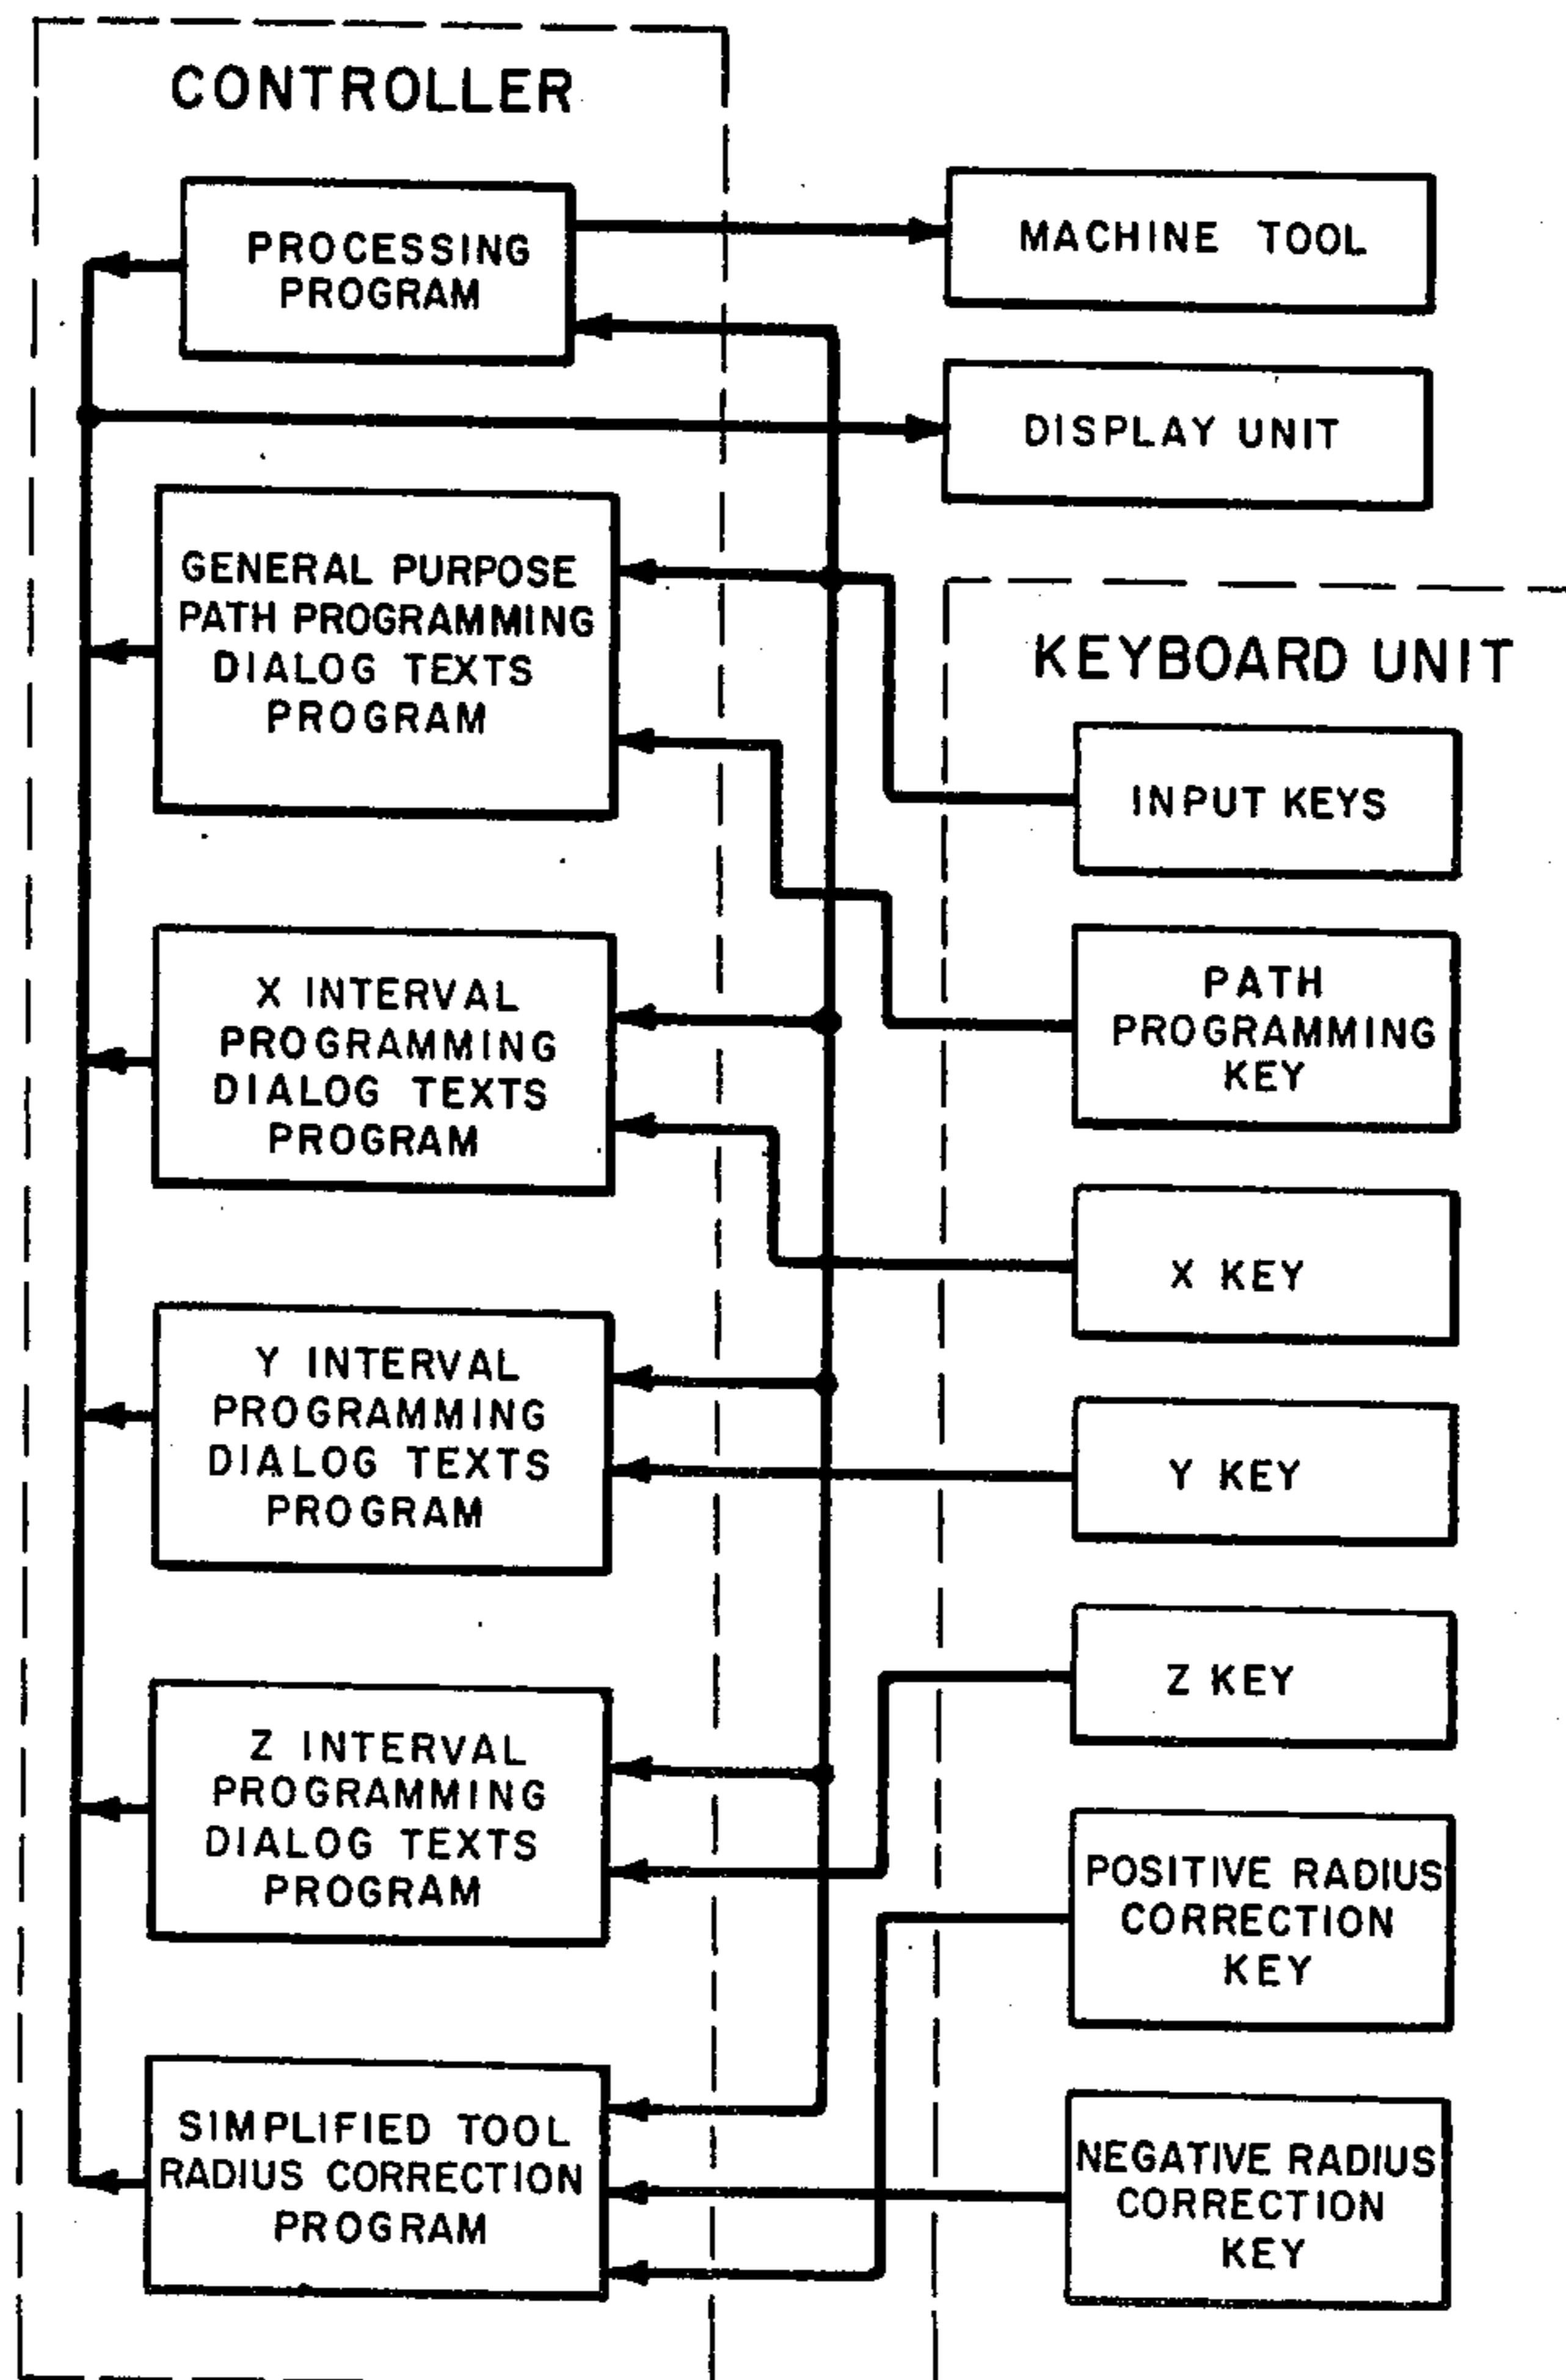 CONTROLLER
PROCESSING
PROGRAM
MACHINE TOOL
DISPLAY UNIT
GENERAL PURPOSE
PATH PROGRAMMING
DIALOG TEXTS
PROGRAM
KEYBOARD UNIT
INPUT KEYS
PATH
PROGRAMMING
KEY
X INTERVAL
PROGRAMMING
DIALOG TEXTS
PROGRAM
X KEY
Y INTERVAL
PROGRAMMING
DIALOG TEXTS
PROGRAM
Y KEY
Z KEY
Z INTERVAL
PROGRAMMING
DIALOG TEXTS
PROGRAM
POSITIVE RADIUS
CORRECTION
KEY
SIMPLIFIED TOOL
RADIUS CORRECTION
PROGRAM
NEGATIVE RADIUS
CORRECTION
KEY